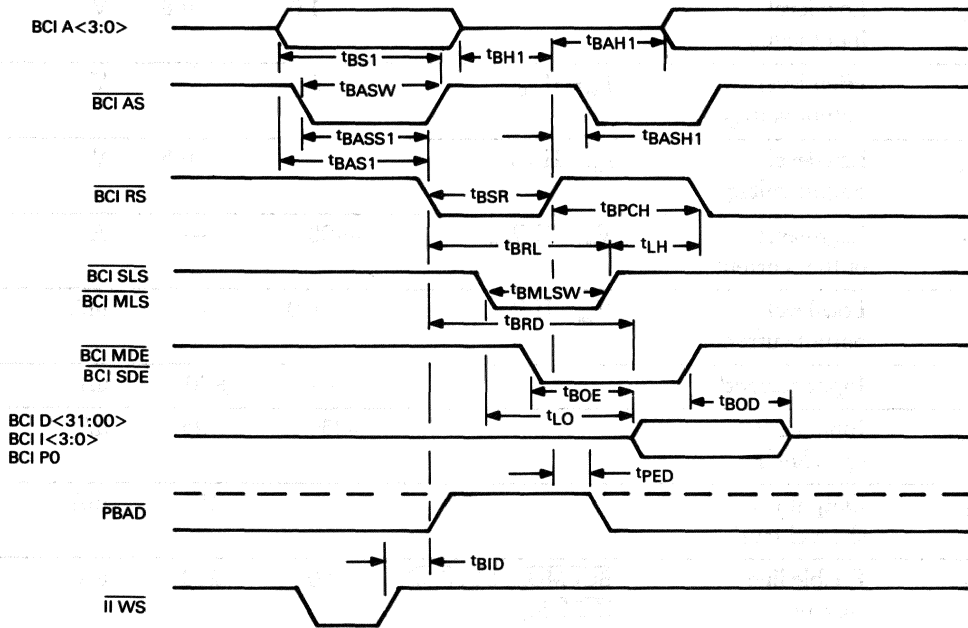 BCI A<3:0>
tBS1
tBH1
tBAH1
BCI AS
tBASW
tBASS1
tBASH1
tBAS1
BCI RS
tBSR
tBPCH
tBRL
tLH
BCI SLS
BCI MLS
tBMLSW
tBRD
BCI MDE
BCI SDE
tBOE
tBOD
tLO
BCI D<31:00>
BCI I<3:0>
BCI P0
tPED
PBAD
tBID
II WS